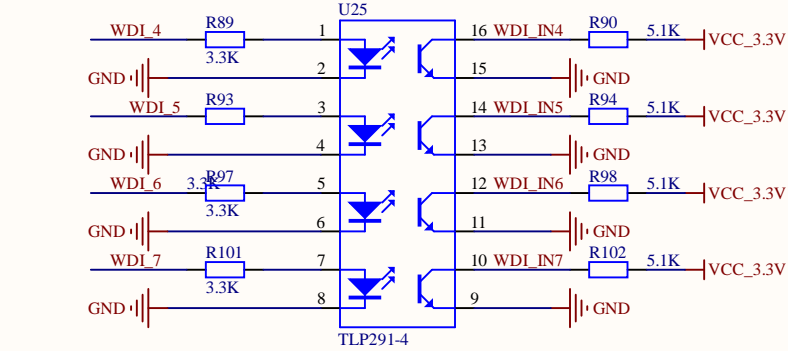 U25
WDI_4 R89 1 16 WDI_IN4 R90 5.1K VCC_3.3V
3.3K
GND 2 15 GND
WDI_5 R93 3 14 WDI_IN5 R94 5.1K VCC_3.3V
GND 4 13 GND
WDI_6 3.3K R97 5 12 WDI_IN6 R98 5.1K VCC_3.3V
3.3K
GND 6 11 GND
WDI_7 R101 7 10 WDI_IN7 R102 5.1K VCC_3.3V
3.3K
GND 8 9 GND
TLP291-4